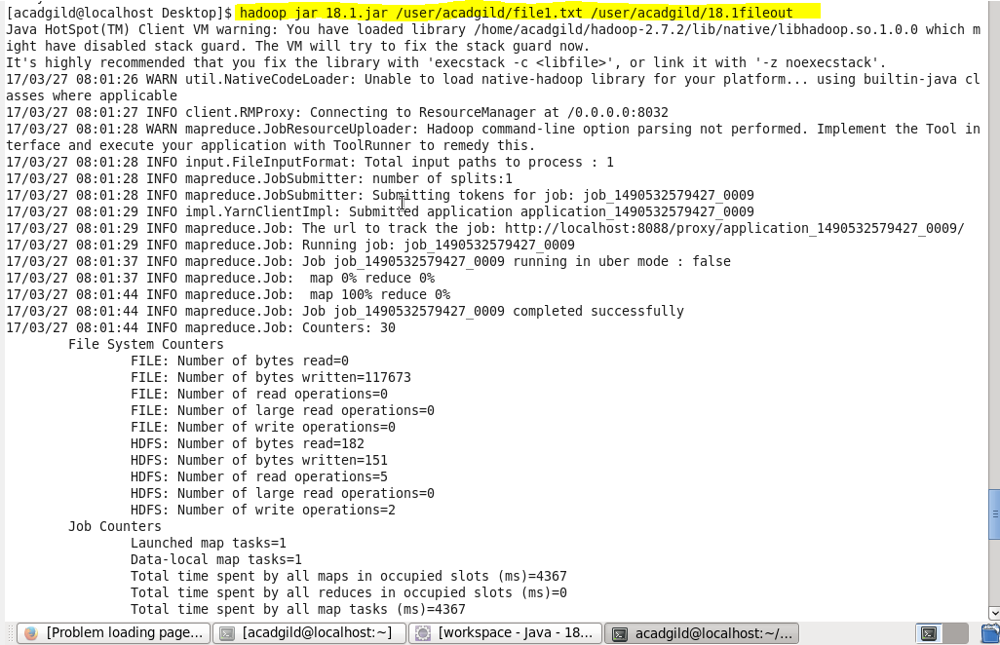 [acadgild@localhost Desktop]$ hadoop jar 18.1.jar /user/acadgild/file1.txt /user/acadgild/18.1fileout
Java HotSpot(TM) Client VM warning: You have loaded library /home/acadgild/hadoop-2.7.2/lib/native/libhadoop.so.1.0.0 which m
ight have disabled stack guard. The VM will try to fix the stack guard now.
It's highly recommended that you fix the library with 'execstack -c <libfile>', or link it with '-z noexecstack'.
17/03/27 08:01:26 WARN util.NativeCodeLoader: Unable to load native-hadoop library for your platform... using builtin-java cl
asses where applicable
17/03/27 08:01:27 INFO client.RMProxy: Connecting to ResourceManager at /0.0.0.0:8032
17/03/27 08:01:28 WARN mapreduce.JobResourceUploader: Hadoop command-line option parsing not performed. Implement the Tool in
terface and execute your application with ToolRunner to remedy this.
17/03/27 08:01:28 INFO input.FileInputFormat: Total input paths to process : 1
17/03/27 08:01:28 INFO mapreduce.JobSubmitter: number of splits:1
17/03/27 08:01:28 INFO mapreduce.JobSubmitter: Submitting tokens for job: job_1490532579427_0009
17/03/27 08:01:29 INFO impl.YarnClientImpl: Submitted application application_1490532579427_0009
17/03/27 08:01:29 INFO mapreduce.Job: The url to track the job: http://localhost:8088/proxy/application_1490532579427_0009/
17/03/27 08:01:29 INFO mapreduce.Job: Running job: job_1490532579427_0009
17/03/27 08:01:37 INFO mapreduce.Job: Job job_1490532579427_0009 running in uber mode : false
17/03/27 08:01:37 INFO mapreduce.Job:  map 0% reduce 0%
17/03/27 08:01:44 INFO mapreduce.Job:  map 100% reduce 0%
17/03/27 08:01:44 INFO mapreduce.Job: Job job_1490532579427_0009 completed successfully
17/03/27 08:01:44 INFO mapreduce.Job: Counters: 30
File System Counters
FILE: Number of bytes read=0
FILE: Number of bytes written=117673
FILE: Number of read operations=0
FILE: Number of large read operations=0
FILE: Number of write operations=0
HDFS: Number of bytes read=182
HDFS: Number of bytes written=151
HDFS: Number of read operations=5
HDFS: Number of large read operations=0
HDFS: Number of write operations=2
Job Counters
Launched map tasks=1
Data-local map tasks=1
Total time spent by all maps in occupied slots (ms)=4367
Total time spent by all reduces in occupied slots (ms)=0
Total time spent by all map tasks (ms)=4367
[Problem loading page... [acadgild@localhost:~] [workspace - Java - 18... acadgild@localhost:~/...